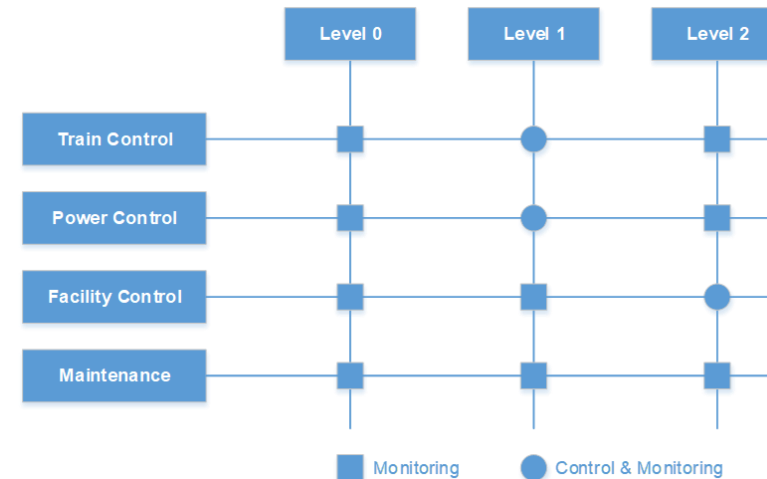 Level 0
Level 1
Level 2
Train Control
Power Control
Facility Control
Maintenance
Monitoring
Control & Monitoring